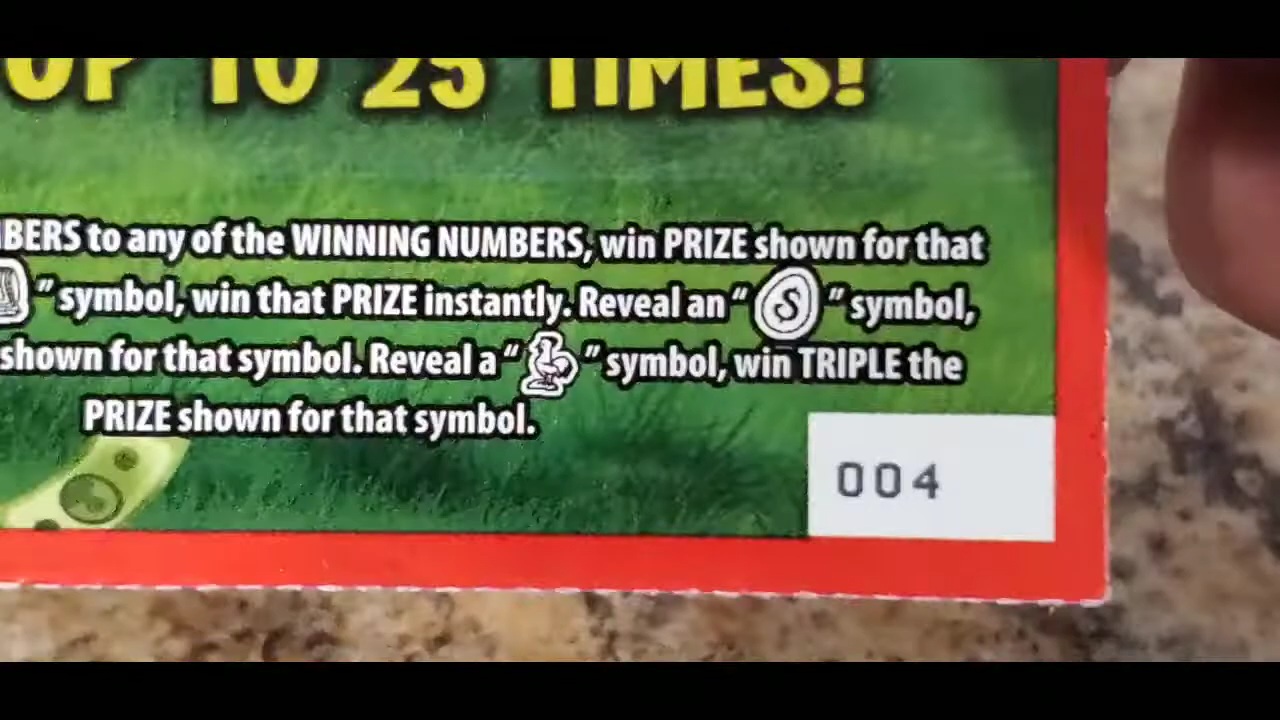 UP TO 25 TIMES!
BERS to any of the WINNING NUMBERS, win PRIZE shown for that
" symbol, win that PRIZE instantly. Reveal an " S " symbol,
shown for that symbol. Reveal a " " symbol, win TRIPLE the
PRIZE shown for that symbol.
004